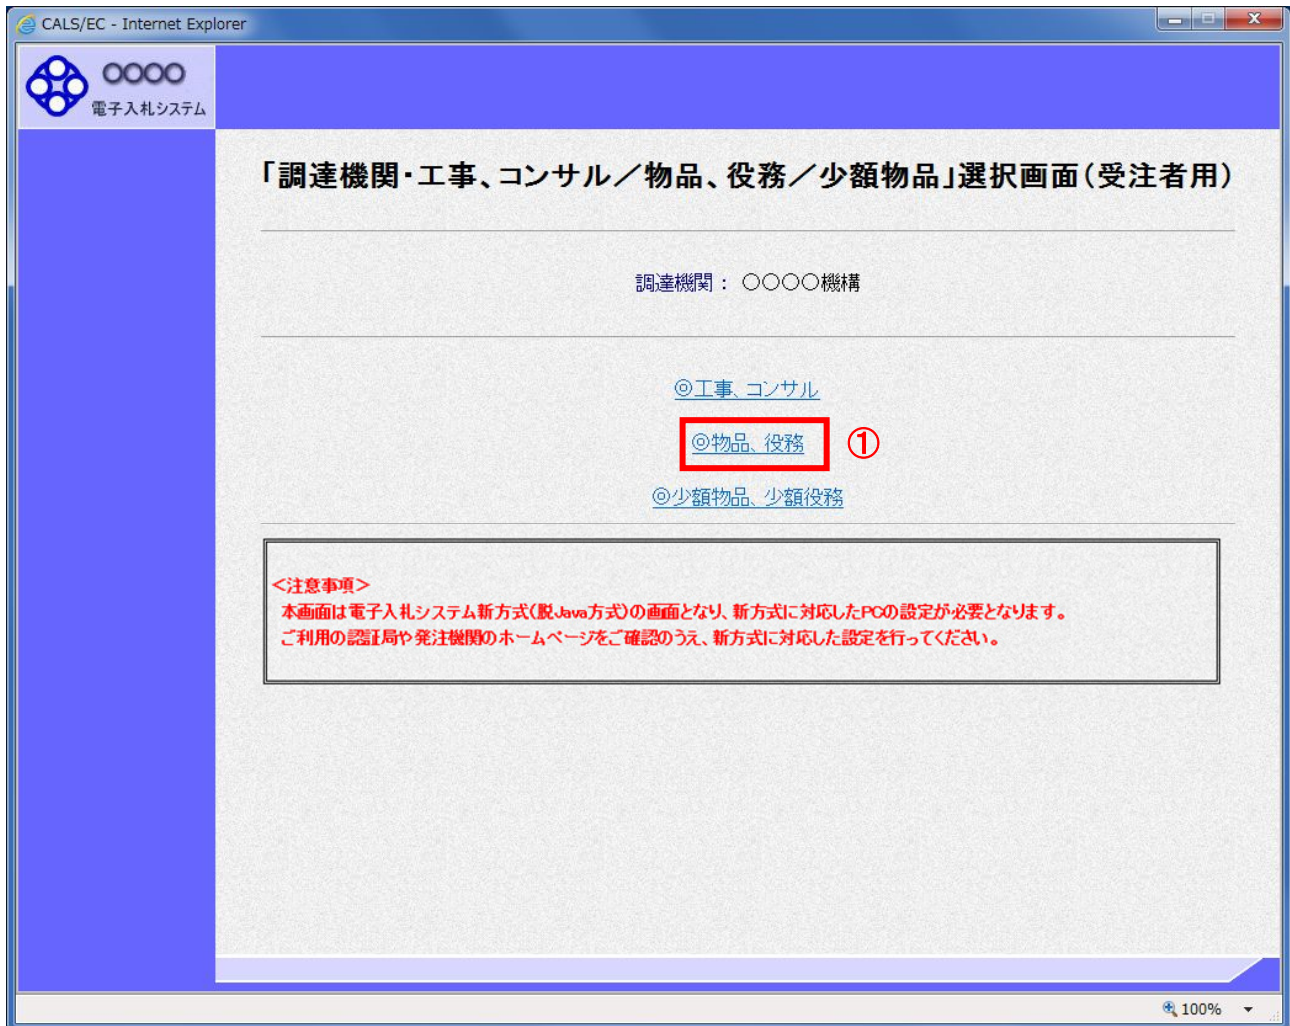 CALS/EC - Internet Explorer
○○○○
電子入札システム
「調達機関・工事、コンサル／物品、役務／少額物品」選択画面（受注者用）
調達機関： ○○○○機構
◎工事、コンサル
◎物品、役務
①
◎少額物品、少額役務
＜注意事項＞
本画面は電子入札システム新方式(脱Java方式)の画面となり、新方式に対応したPCの設定が必要となります。
ご利用の認証局や発注機関のホームページをご確認のうえ、新方式に対応した設定を行ってください。
100%